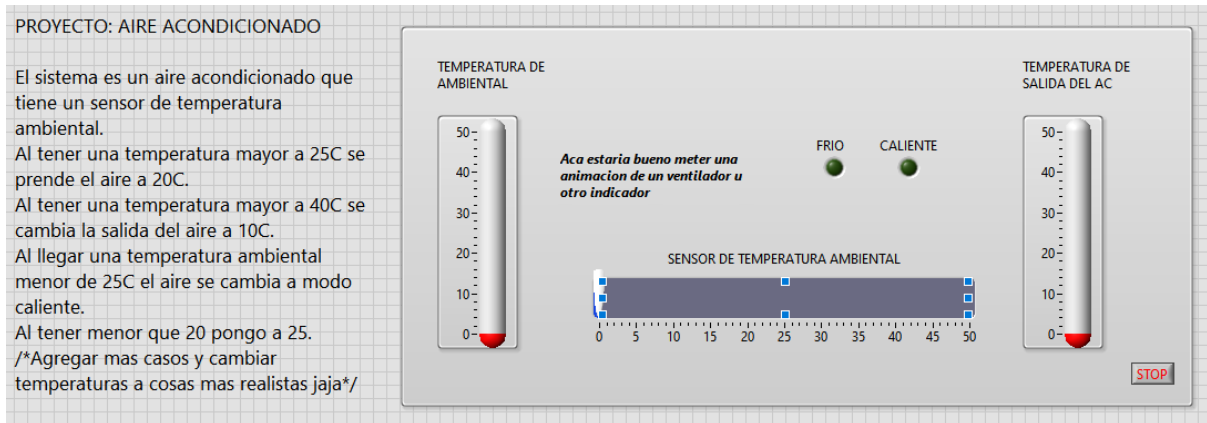 PROYECTO: AIRE ACONDICIONADO
El sistema es un aire acondicionado que
tiene un sensor de temperatura
ambiental.
Al tener una temperatura mayor a 25C se
prende el aire a 20C.
Al tener una temperatura mayor a 40C se
cambia la salida del aire a 10C.
Al llegar una temperatura ambiental
menor de 25C el aire se cambia a modo
caliente.
Al tener menor que 20 pongo a 25.
/*Agregar mas casos y cambiar
temperaturas a cosas mas realistas jaja*/
TEMPERATURA DE
AMBIENTAL
50
40
30
20
10
0
Aca estaria bueno meter una
animacion de un ventilador u
otro indicador
FRIO CALIENTE
SENSOR DE TEMPERATURA AMBIENTAL
0 5 10 15 20 25 30 35 40 45 50
TEMPERATURA DE
SALIDA DEL AC
50
40
30
20
10
0
STOP